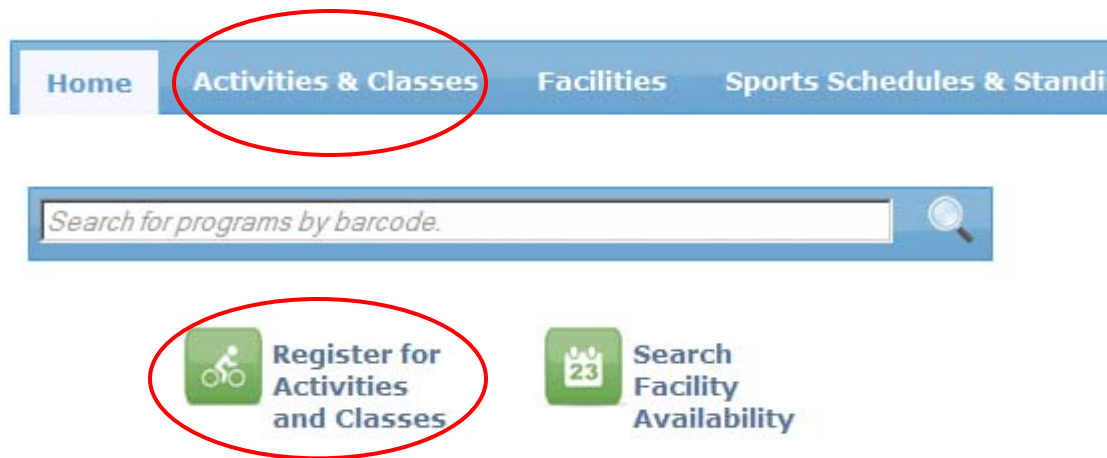 Home Activities & Classes Facilities Sports Schedules & Standi
Search for programs by barcode.
Register for
Activities
and Classes
23
Search
Facility
Availability